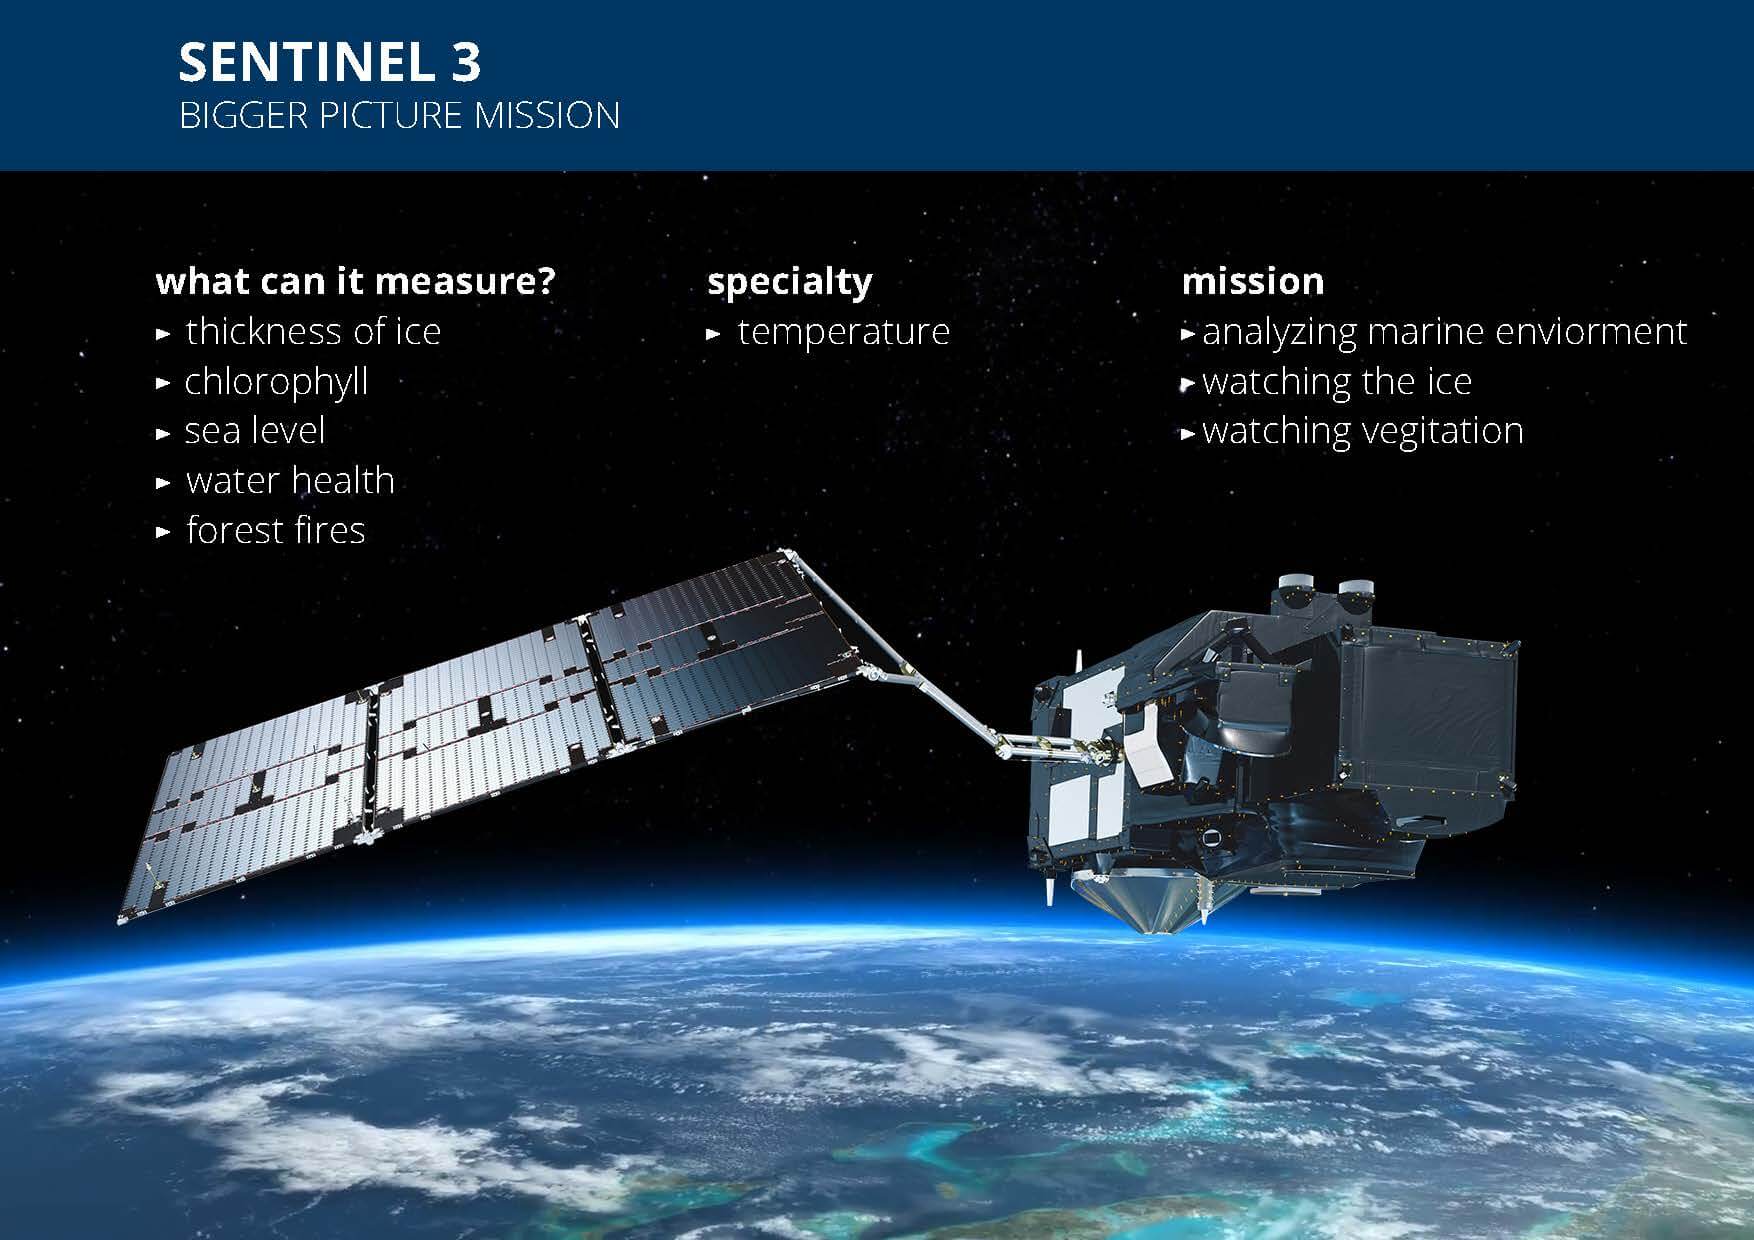 SENTINEL 3
BIGGER PICTURE MISSION
what can it measure?
► thickness of ice
► chlorophyll
► sea level
► water health
► forest fires
specialty
► temperature
mission
► analyzing marine enviorment
► watching the ice
► watching vegitation